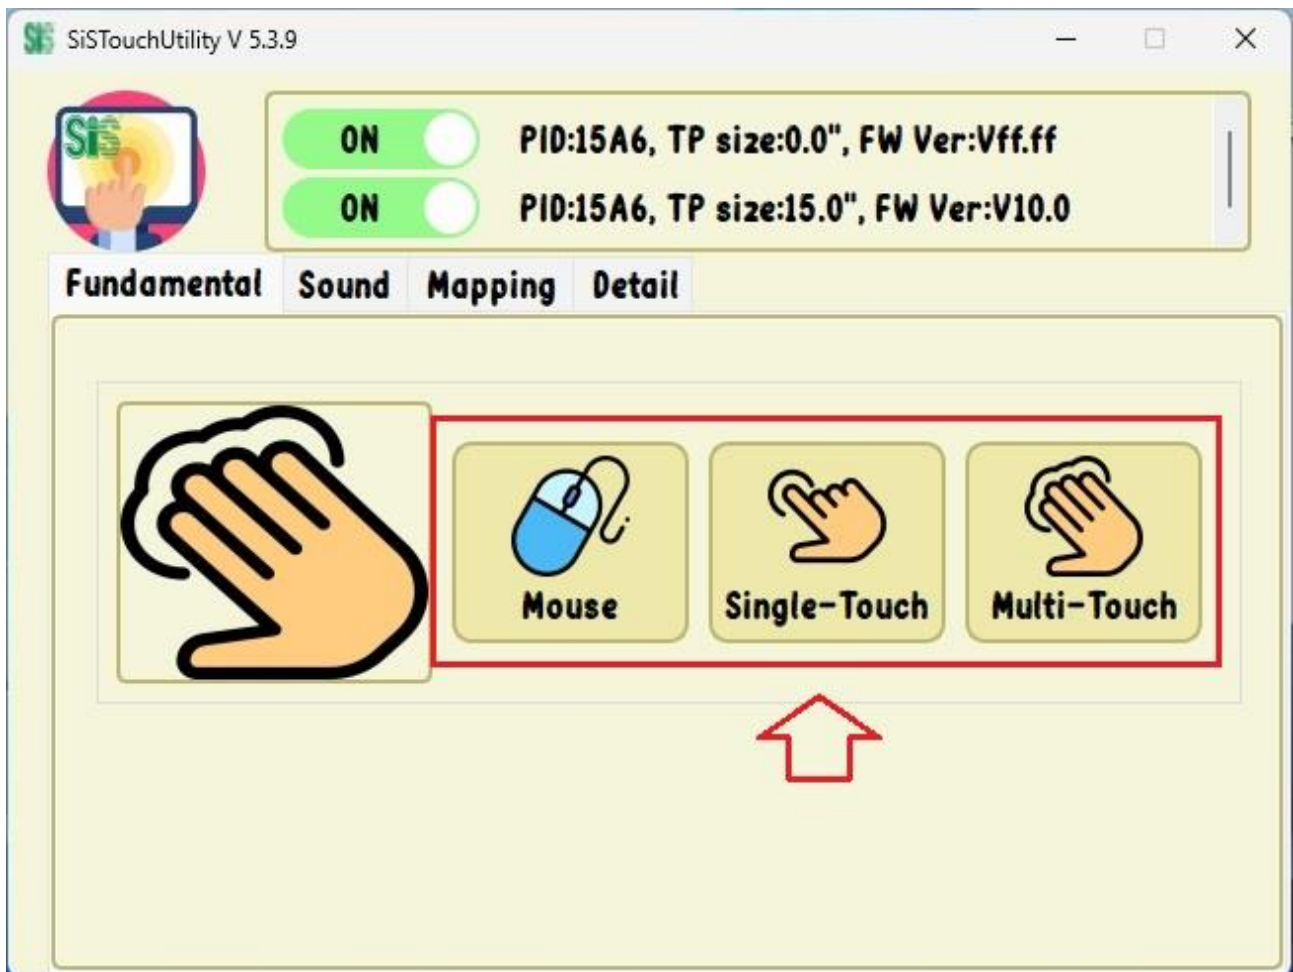 SiS SiSTouchUtility V 5.3.9
SiS
ON PID:15A6, TP size:0.0", FW Ver:Vff.ff
ON PID:15A6, TP size:15.0", FW Ver:V10.0
Fundamental Sound Mapping Detail
Mouse Single-Touch Multi-Touch